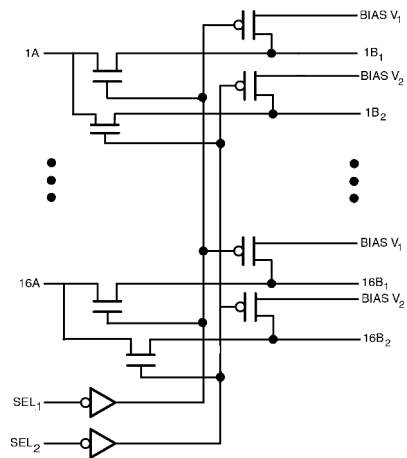 BIAS V₁
1A
1B₁
BIAS V₂
1B₂
BIAS V₁
16A
16B₁
BIAS V₂
16B₂
SEL₁
SEL₂